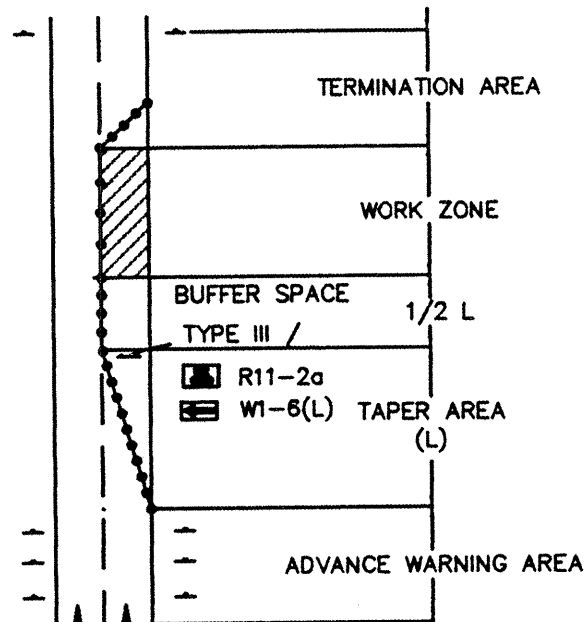 TERMINATION AREA
WORK ZONE
BUFFER SPACE
1/2 L
TYPE III
R11-2a
W1-6(L)
TAPER AREA
(L)
ADVANCE WARNING AREA